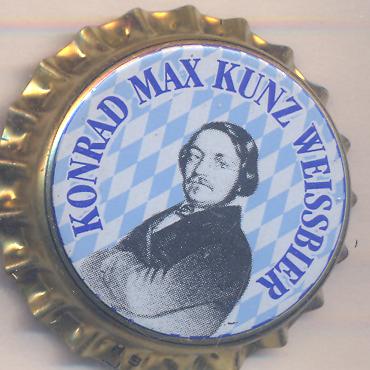 KONRAD MAX KUNZ WEISSBIER